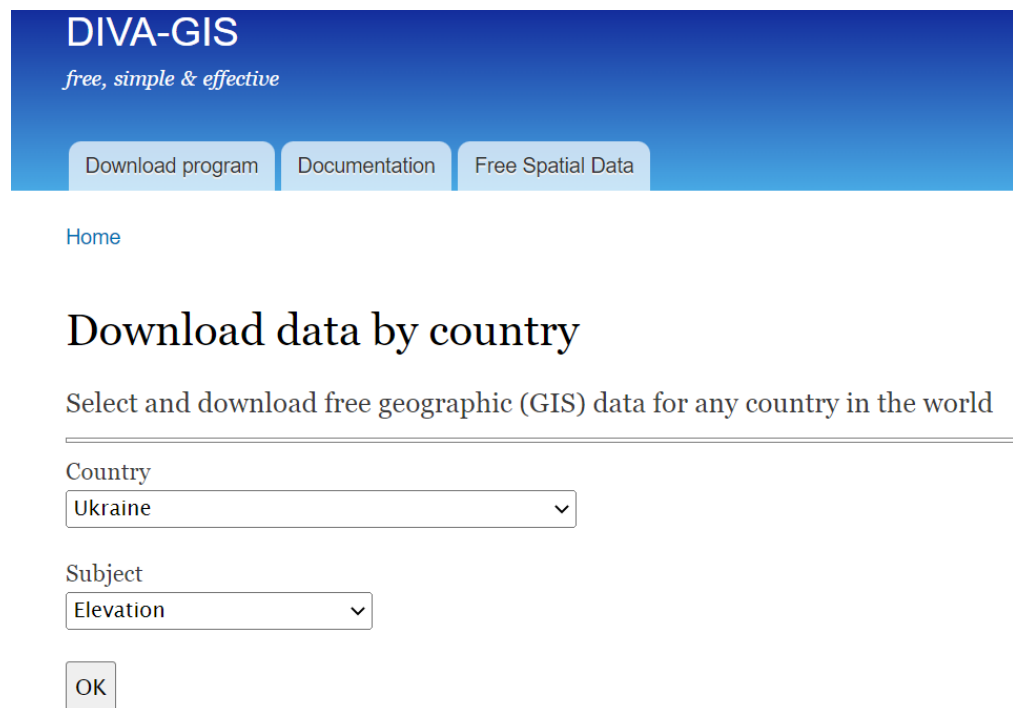 DIVA-GIS
free, simple & effective
Download program Documentation Free Spatial Data
Home
Download data by country
Select and download free geographic (GIS) data for any country in the world
Country
Ukraine
Subject
Elevation
OK